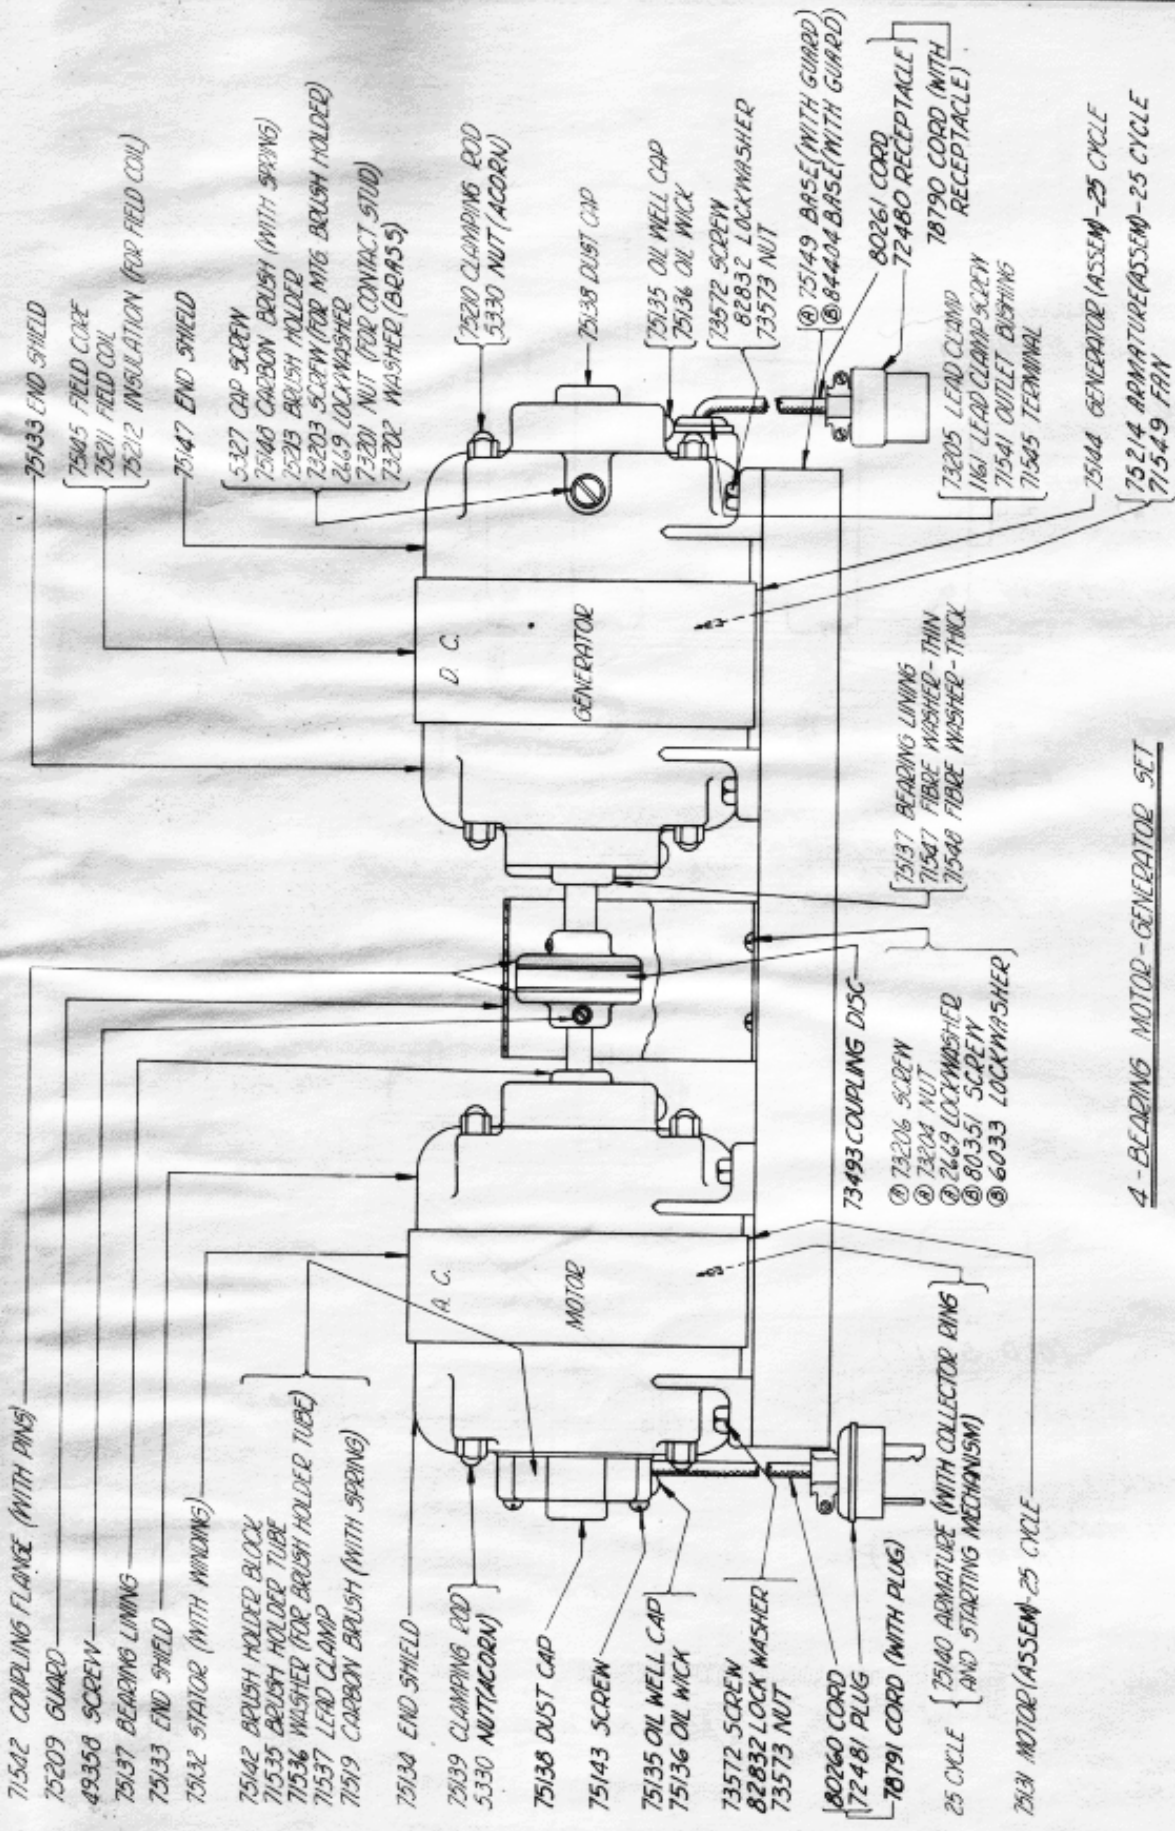 71542 COUPLING FLANGE (WITH PINS)
75209 GUARD
49358 SCREW
75137 BEARING LINING
75133 END SHIELD
75132 STATOR (WITH WINDING)
75142 BRUSH HOLDER BLOCK
71535 BRUSH HOLDER TUBE
71536 WASHER (FOR BRUSH HOLDER TUBE)
71537 LEAD CLAMP
71519 CARBON BRUSH (WITH SPRING)
75134 END SHIELD
75139 CLAMPING ROD
5330 NUT (ACORN)
75138 DUST CAP
75143 SCREW
75135 OIL WELL CAP
75136 OIL WICK
73572 SCREW
82832 LOCK WASHER
73573 NUT
80260 CORD
72481 PLUG
78791 CORD (WITH PLUG)
25 CYCLE
75140 ARMATURE (WITH COLLECTOR RING
AND STARTING MECHANISM)
75131 MOTOR (ASSEM)-25 CYCLE
A. C.
MOTOR
73493 COUPLING DISC
Ⓐ 73206 SCREW
Ⓐ 73204 NUT
Ⓐ 2669 LOCKWASHER
Ⓑ 80351 SCREW
Ⓑ 6033 LOCKWASHER
75137 BEARING LINING
71547 FIBRE WASHER-THIN
71548 FIBRE WASHER-THICK
D. C.
GENERATOR
75133 END SHIELD
75145 FIELD CORE
75211 FIELD COIL
75212 INSULATION (FOR FIELD COIL)
75147 END SHIELD
5327 CAP SCREW
75148 CARBON BRUSH (WITH SPRING)
75213 BRUSH HOLDER
73203 SCREW (FOR MTG BRUSH HOLDER)
2669 LOCKWASHER
73201 NUT (FOR CONTACT STUD)
73202 WASHER (BRASS)
75210 CLAMPING ROD
5330 NUT (ACORN)
75138 DUST CAP
75135 OIL WELL CAP
75136 OIL WICK
73572 SCREW
82832 LOCKWASHER
73573 NUT
Ⓐ 75149 BASE (WITH GUARD)
Ⓑ 84404 BASE (WITH GUARD)
80261 CORD
72480 RECEPTACLE
78790 CORD (WITH
RECEPTACLE)
73205 LEAD CLAMP
1161 LEAD CLAMP SCREW
71541 OUTLET BUSHING
71545 TERMINAL
75144 GENERATOR (ASSEM)-25 CYCLE
75214 ARMATURE (ASSEM)-25 CYCLE
71549 FAN
4-BEARING MOTOR-GENERATOR SET